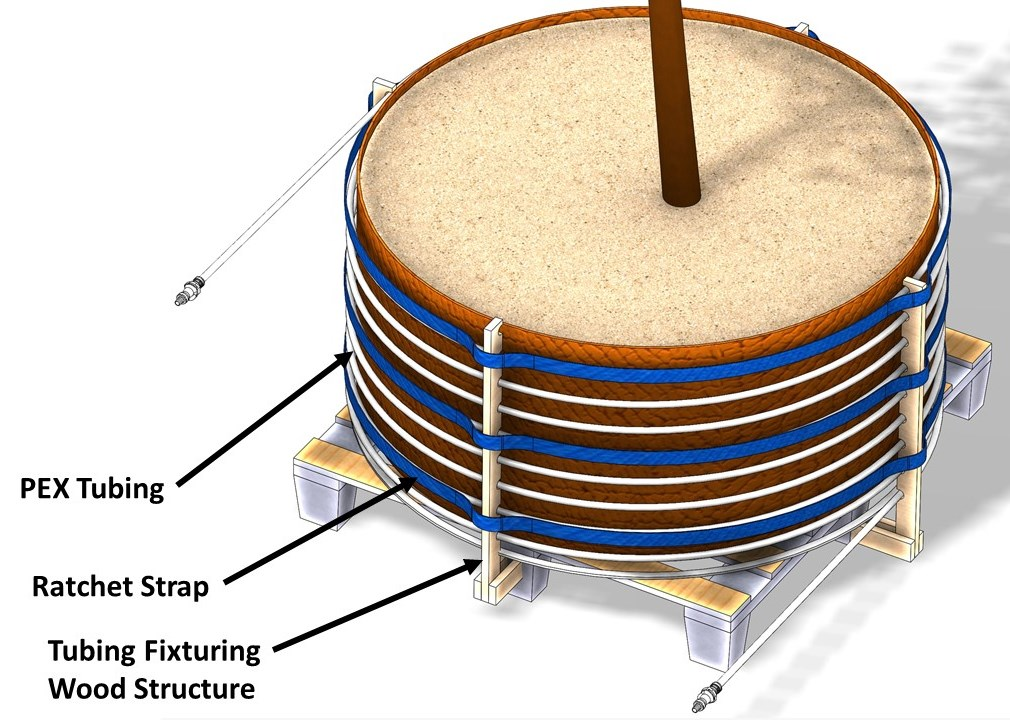 PEX Tubing
Ratchet Strap
Tubing Fixturing
Wood Structure